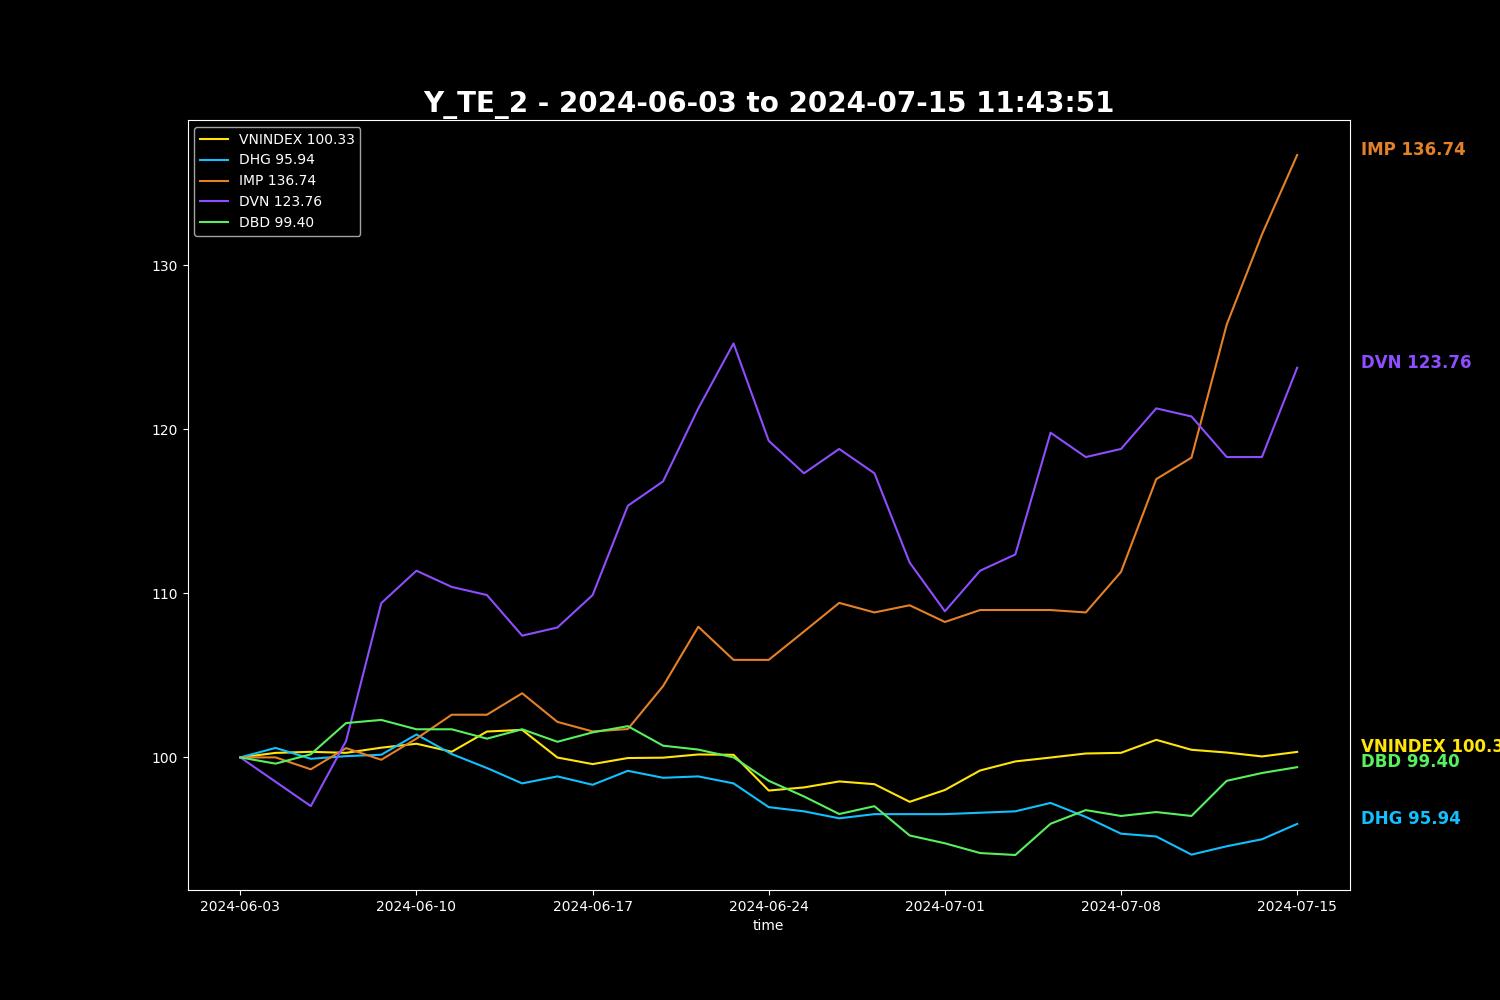 Y_TE_2 - 2024-06-03 to 2024-07-15 11:43:51
VNINDEX 100.33
DHG 95.94
IMP 136.74
DVN 123.76
DBD 99.40
130
120
110
100
IMP 136.74
DVN 123.76
VNINDEX 100.3
DBD 99.40
DHG 95.94
2024-06-03
2024-06-10
2024-06-17
2024-06-24
2024-07-01
2024-07-08
2024-07-15
time